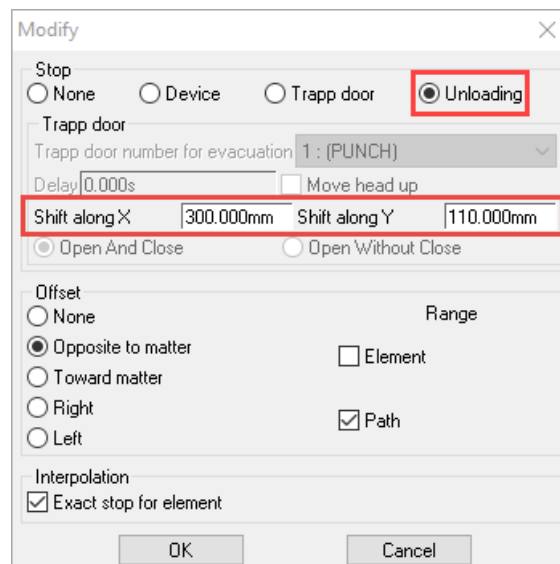 Modify
Stop
None Device Trapp door Unloading
Trapp door
Trapp door number for evacuation 1 : (PUNCH)
Delay 0.000s Move head up
Shift along X 300.000mm Shift along Y 110.000mm
Open And Close Open Without Close
Offset
None Range
Opposite to matter
Element
Toward matter
Right
Path
Left
Interpolation
Exact stop for element
OK Cancel